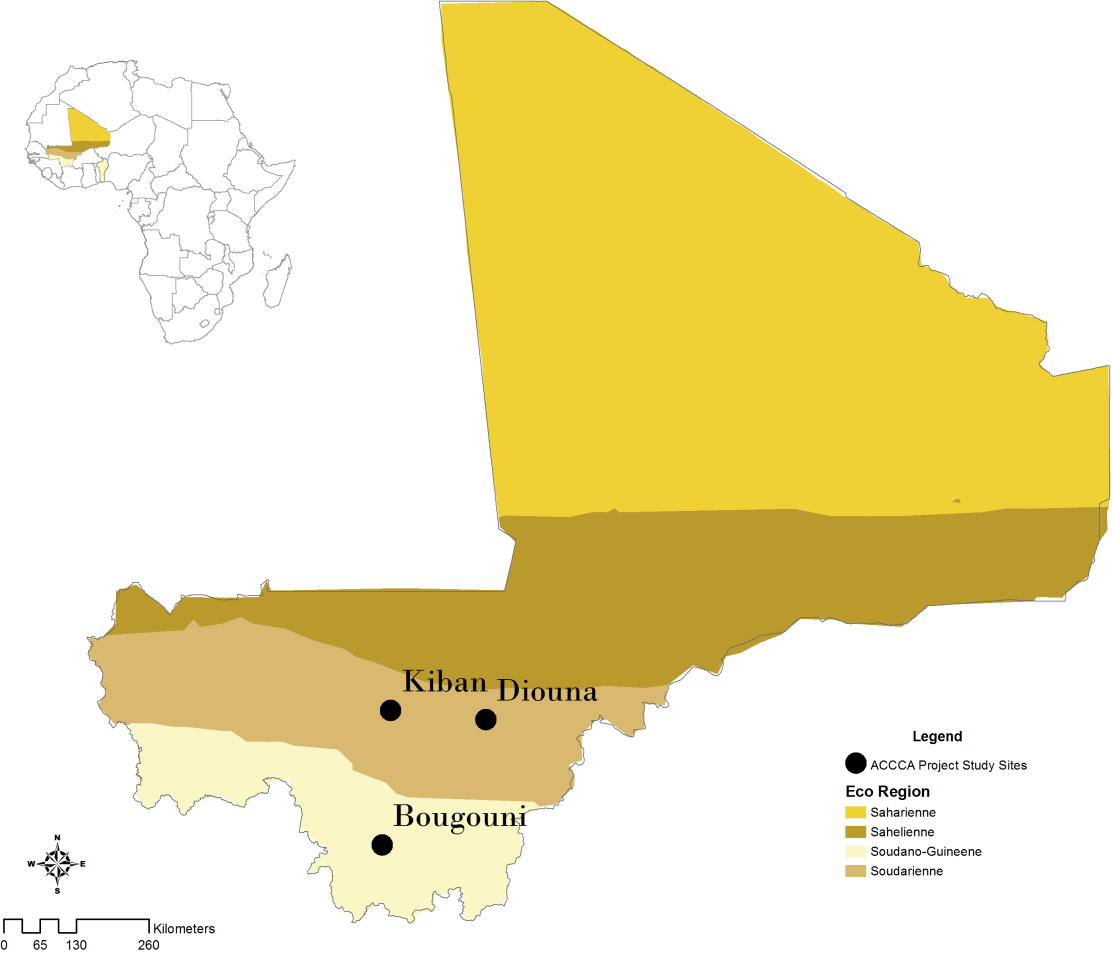 Kiban
Diouna
Bougouni
Legend
ACCCA Project Study Sites
Eco Region
Saharienne
Sahelienne
Soudano-Guineene
Soudarienne
N
W E
S
Kilometers
0 65 130 260